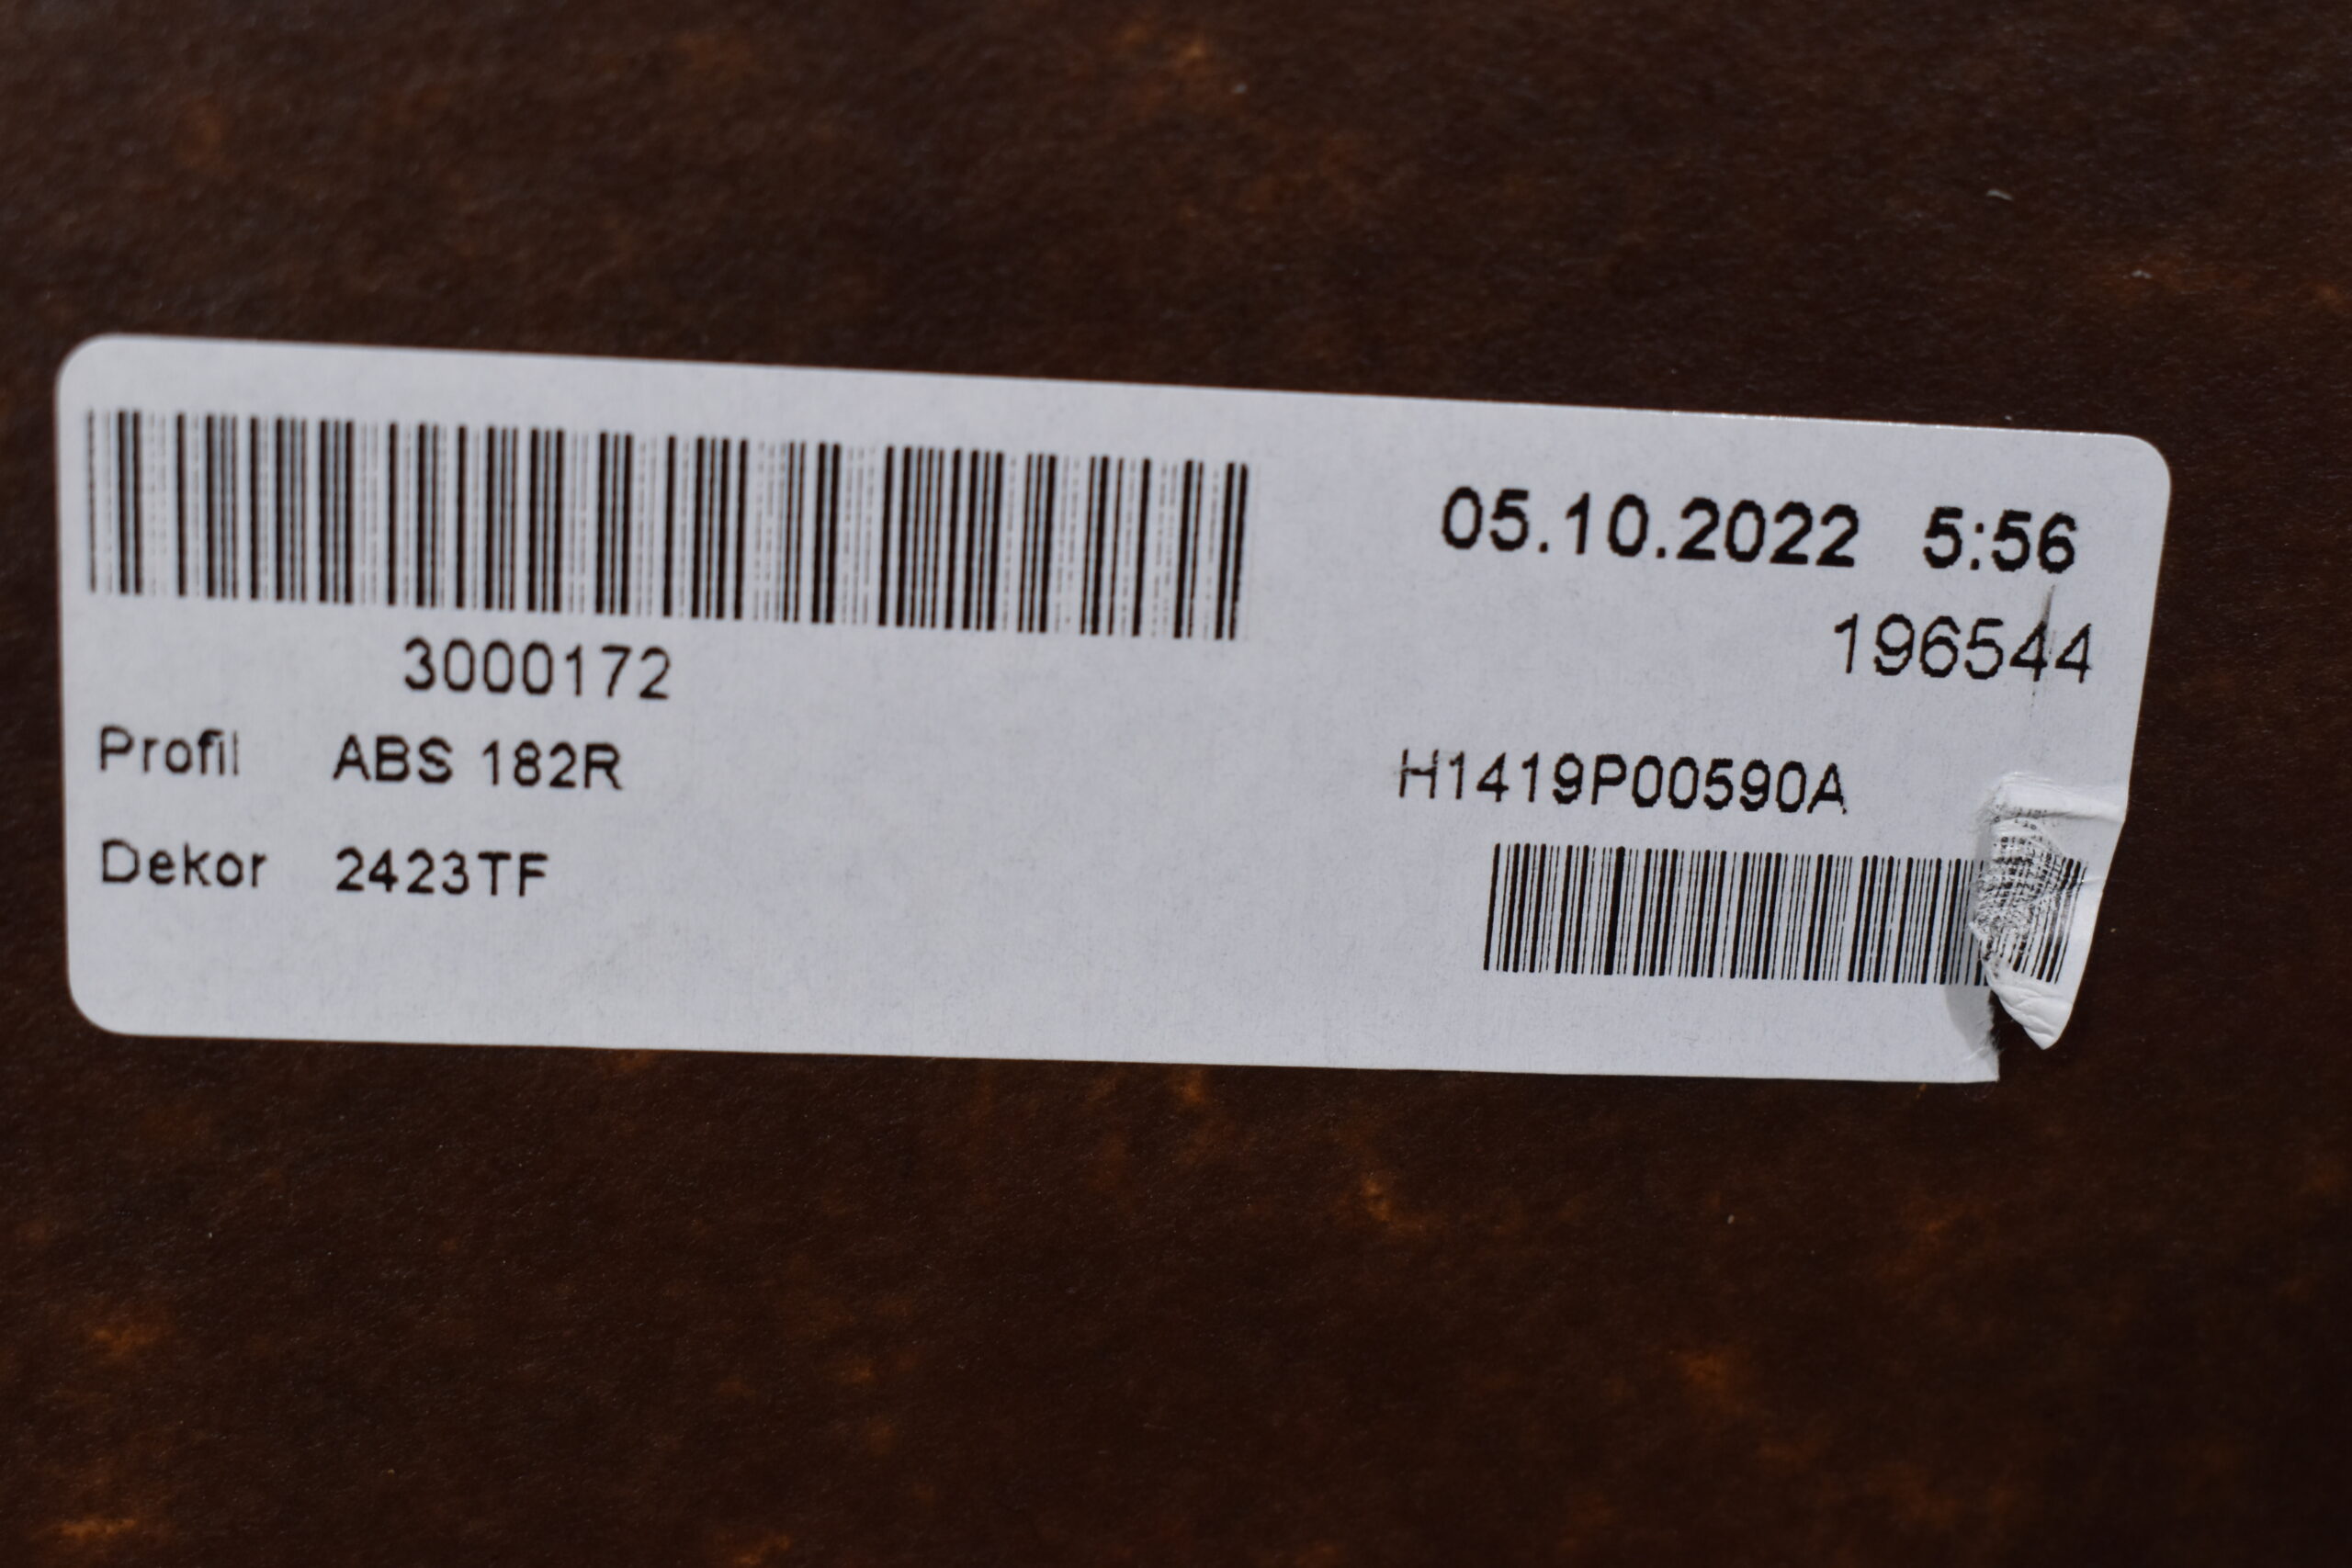 05.10.2022 5:56
196544
3000172
Profil ABS 182R
H1419P00590A
Dekor 2423TF